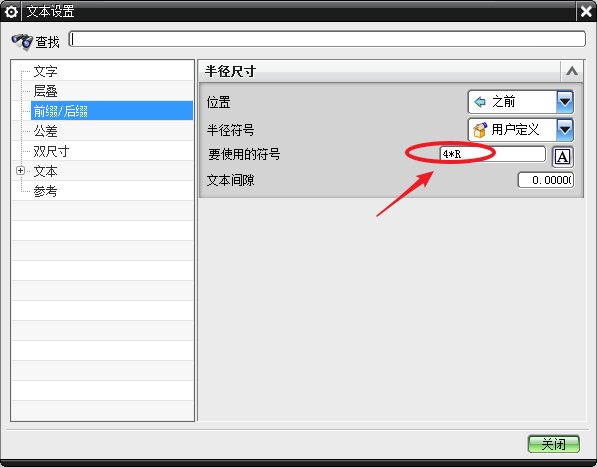 文本设置
查找
文字
层叠
前缀/后缀
公差
双尺寸
文本
参考
半径尺寸
位置
之前
半径符号
用户定义
要使用的符号
4*R
A
文本间隙
0.00000
关闭